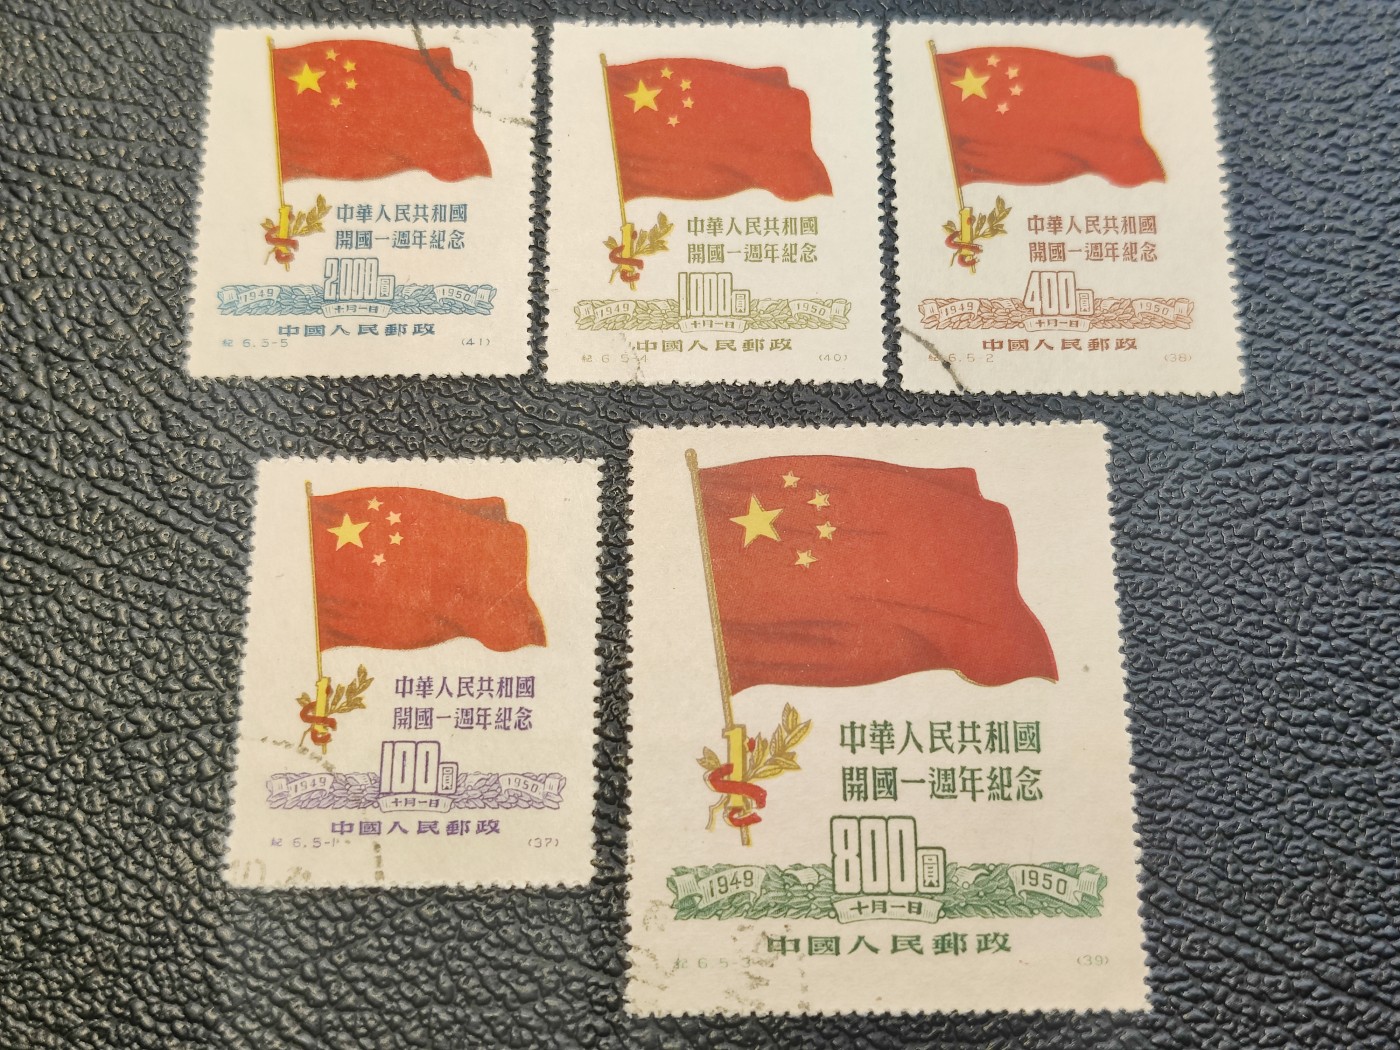 中華人民共和國
開國一週年紀念
2000圓
1949
1950
十月一日
中國人民郵政
紀 6.5-5
(41)
中華人民共和國
開國一週年紀念
1000圓
1949
1950
十月一日
中國人民郵政
紀 6.5-4
(40)
中華人民共和國
開國一週年紀念
400圓
1949
1950
十月一日
中國人民郵政
紀 6.5-2
(38)
中華人民共和國
開國一週年紀念
100圓
1949
1950
十月一日
中國人民郵政
紀 6.5-1
(37)
中華人民共和國
開國一週年紀念
800圓
1949
1950
十月一日
中國人民郵政
紀 6.5-3
(39)